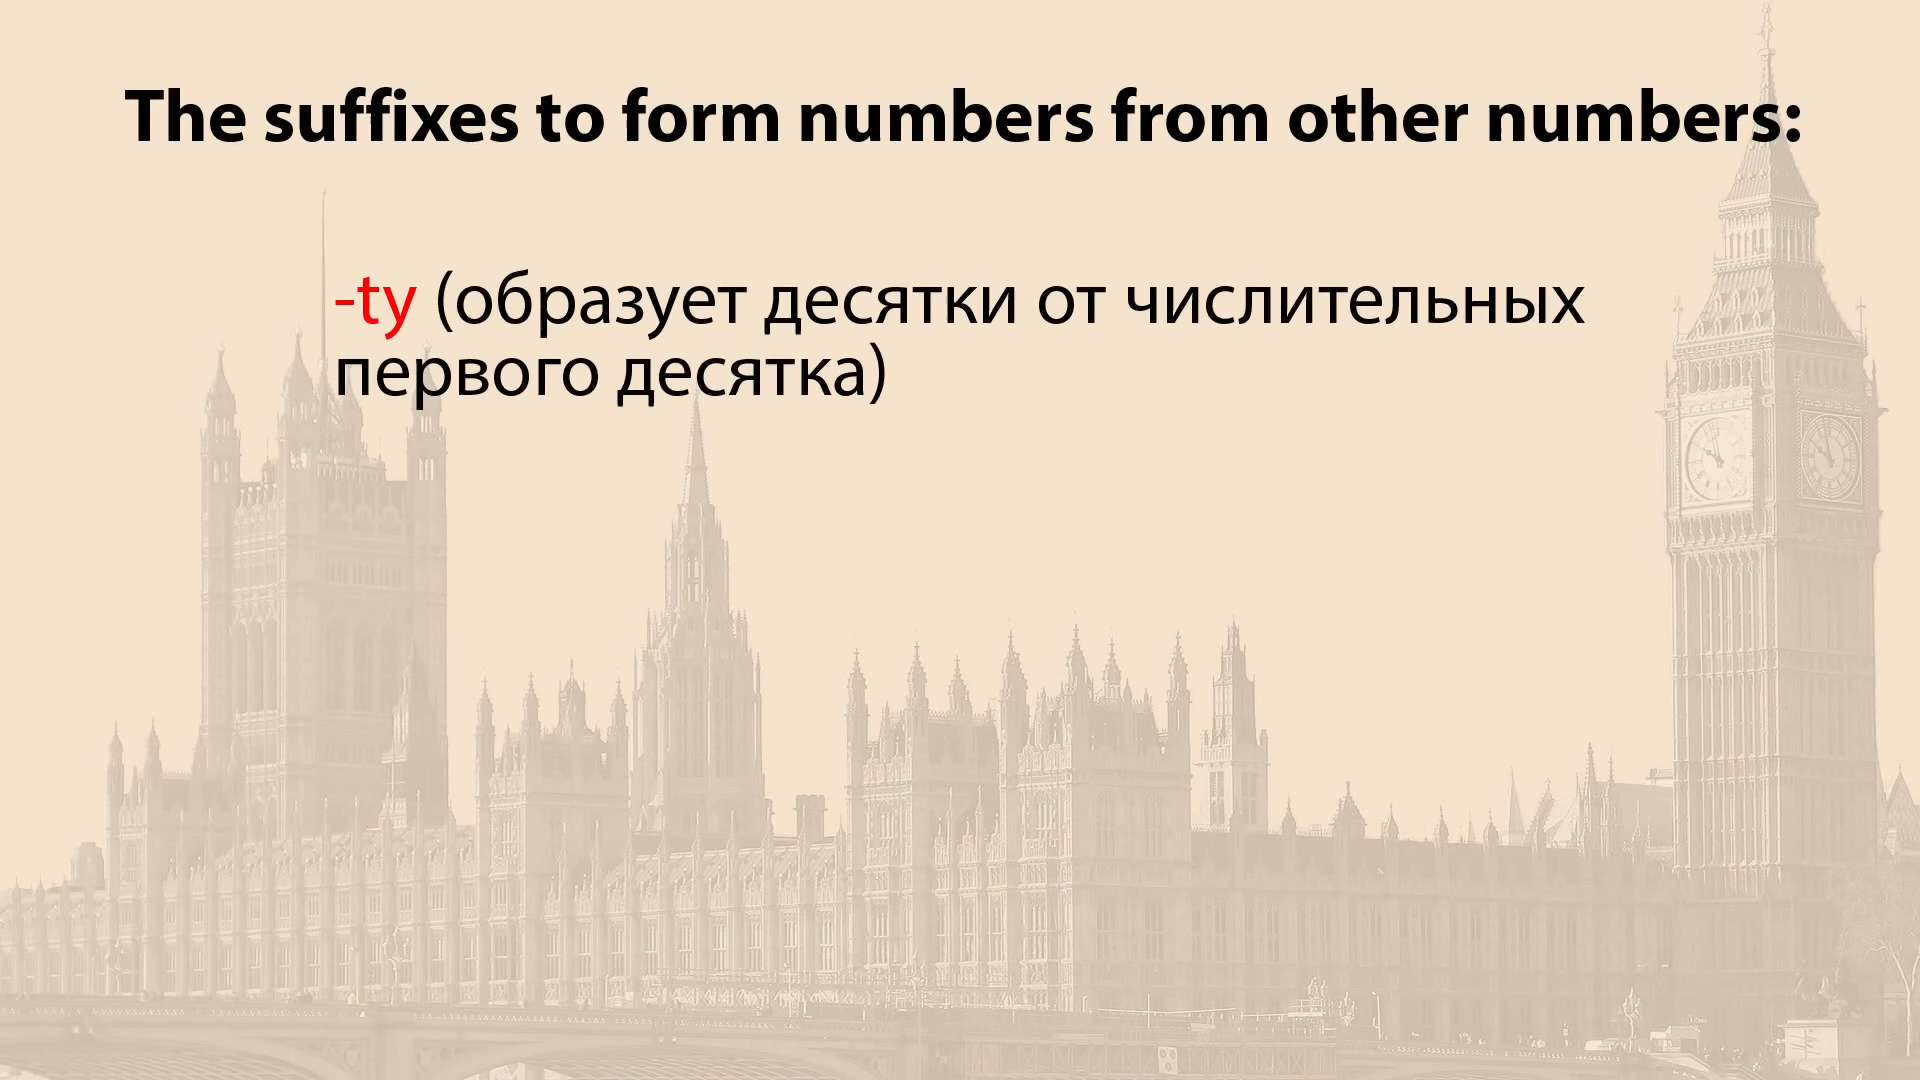 The suffixes to form numbers from other numbers:
-ty (образует десятки от числительных
первого десятка)